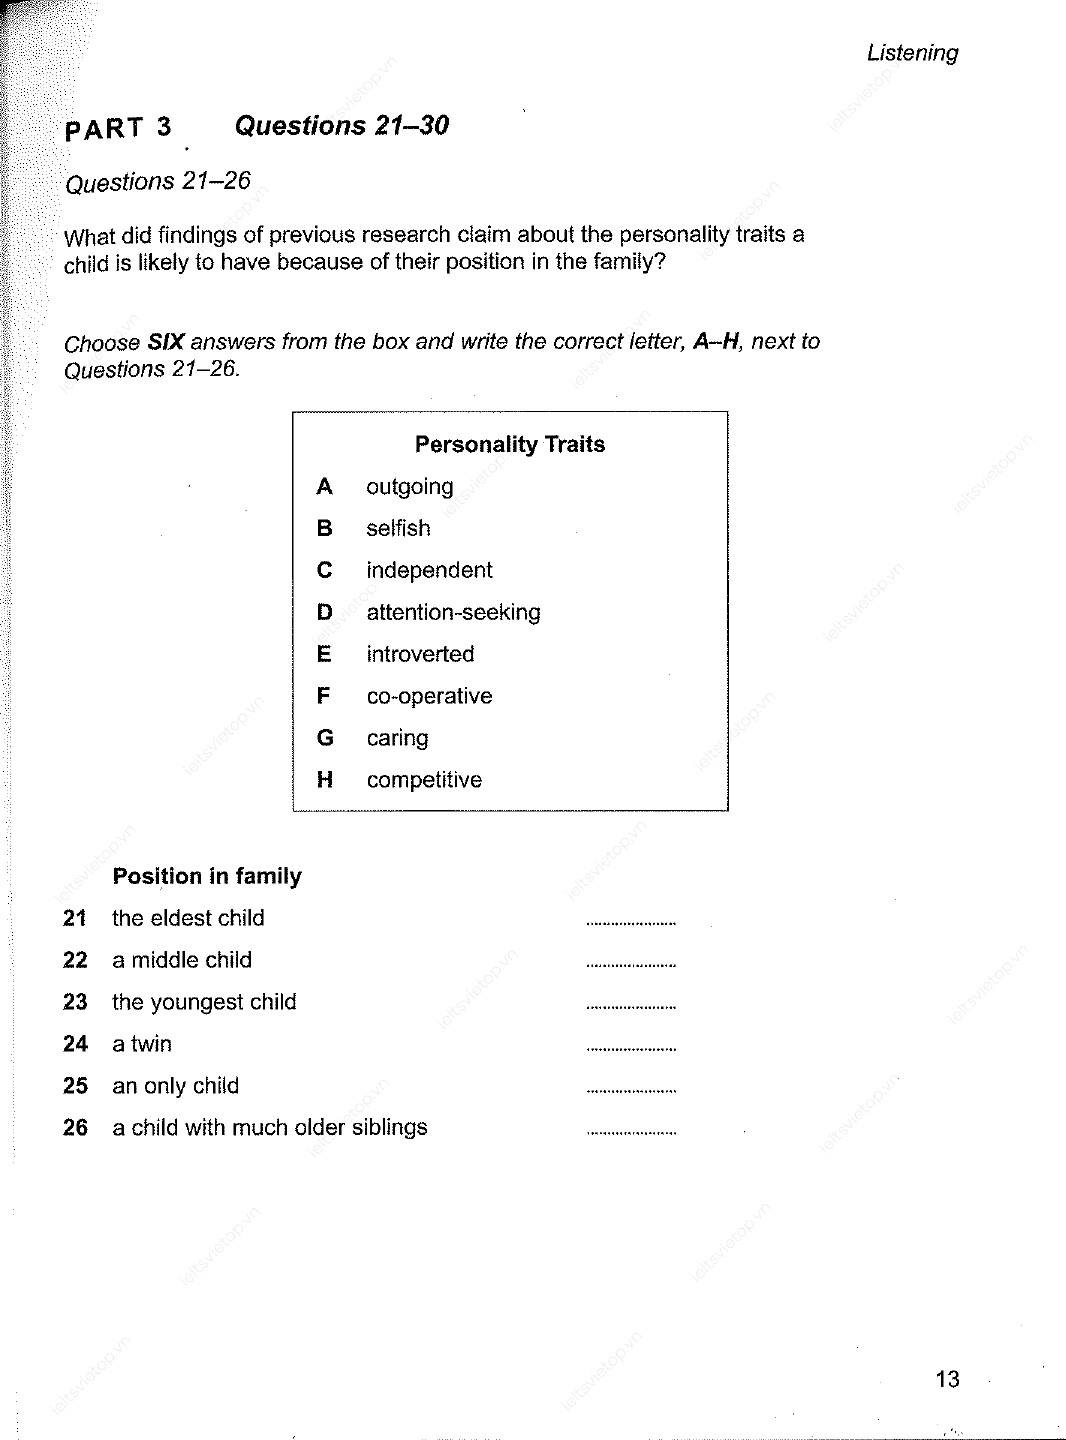 Listening
PART 3 Questions 21–30
Questions 21–26
What did findings of previous research claim about the personality traits a
child is likely to have because of their position in the family?
Choose SIX answers from the box and write the correct letter, A–H, next to
Questions 21–26.
Personality Traits
A outgoing
B selfish
C independent
D attention-seeking
E introverted
F co-operative
G caring
H competitive
Position in family
21 the eldest child ......................
22 a middle child ......................
23 the youngest child ......................
24 a twin ......................
25 an only child ......................
26 a child with much older siblings ......................
13
ieltsvietop.vn